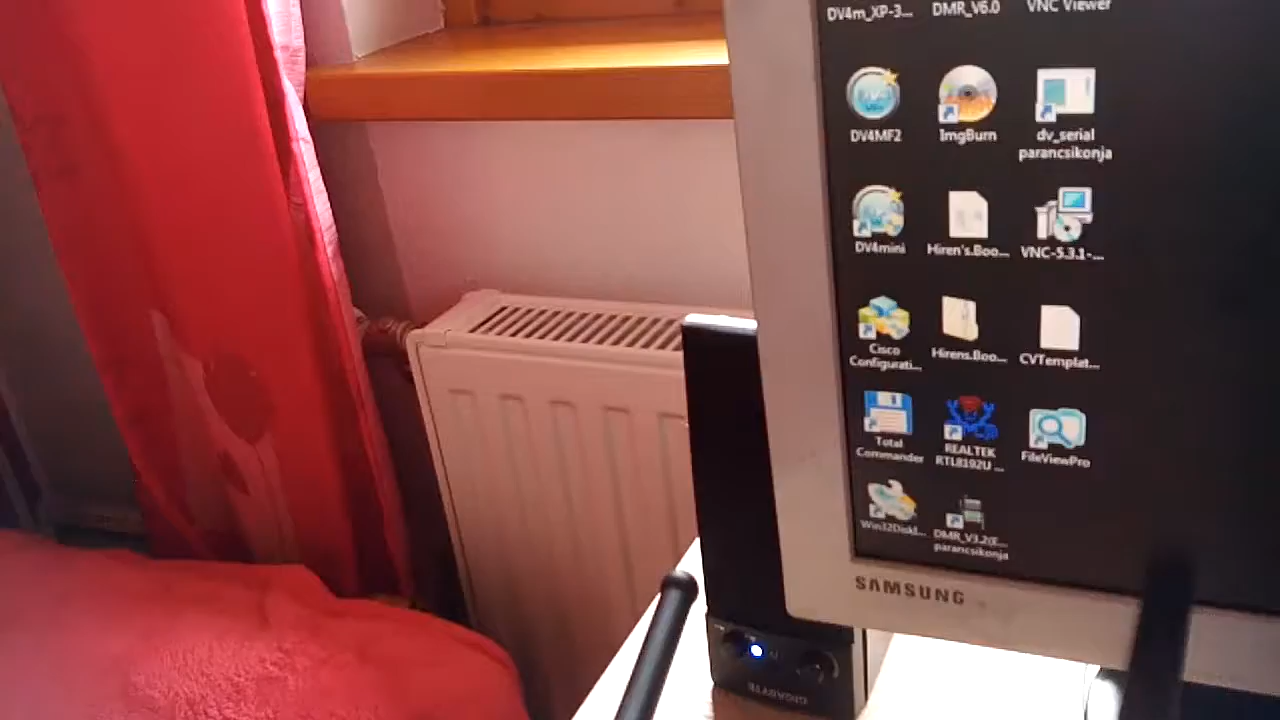 DV4m_XP-3... DMR_V6.0 VNC Viewer
DV4MF2 ImgBurn dv_serial
parancsikonja
DV4mini Hiren's.Boo... VNC-5.3.1-...
Cisco
Configurati... Hirens.Boo... CVTemplat...
Total
Commander REALTEK
RTL8192U ... FileViewPro
Win32DiskI... DMR_V3.2(E...
parancsikonja
SAMSUNG